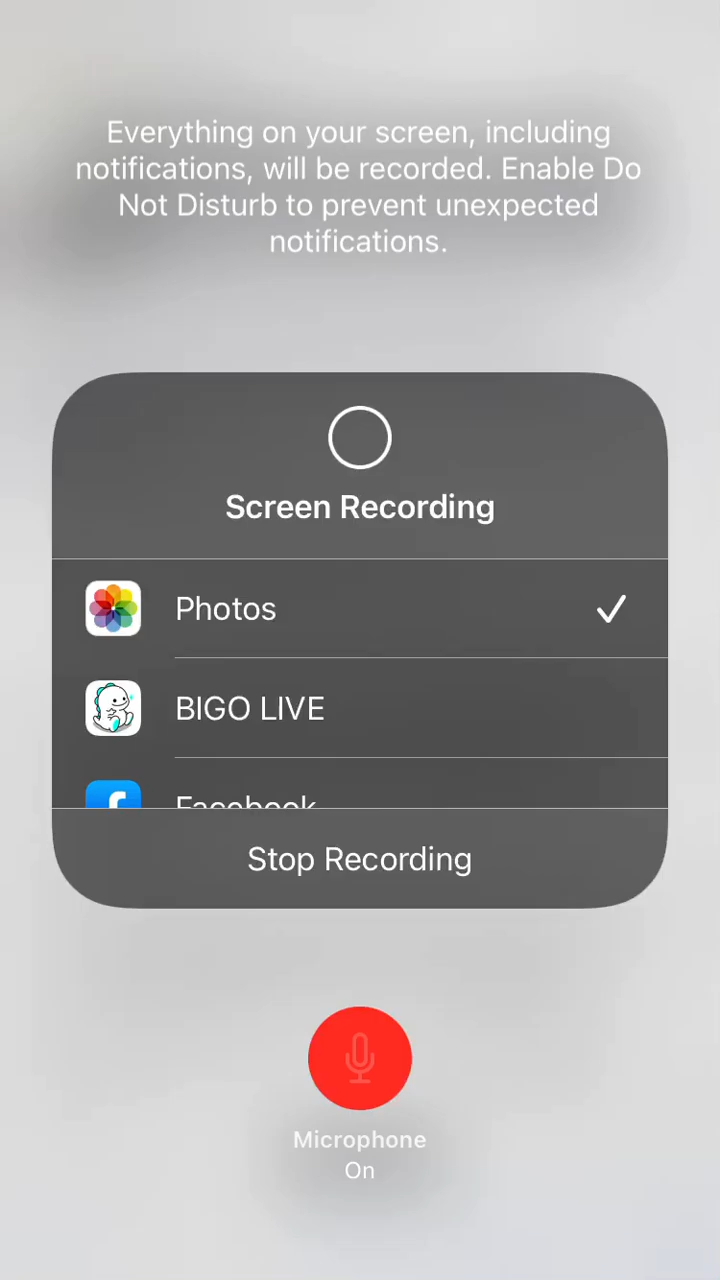 Everything on your screen, including
notifications, will be recorded. Enable Do
Not Disturb to prevent unexpected
notifications.
Screen Recording
Photos
BIGO LIVE
Facebook
Stop Recording
Microphone
On